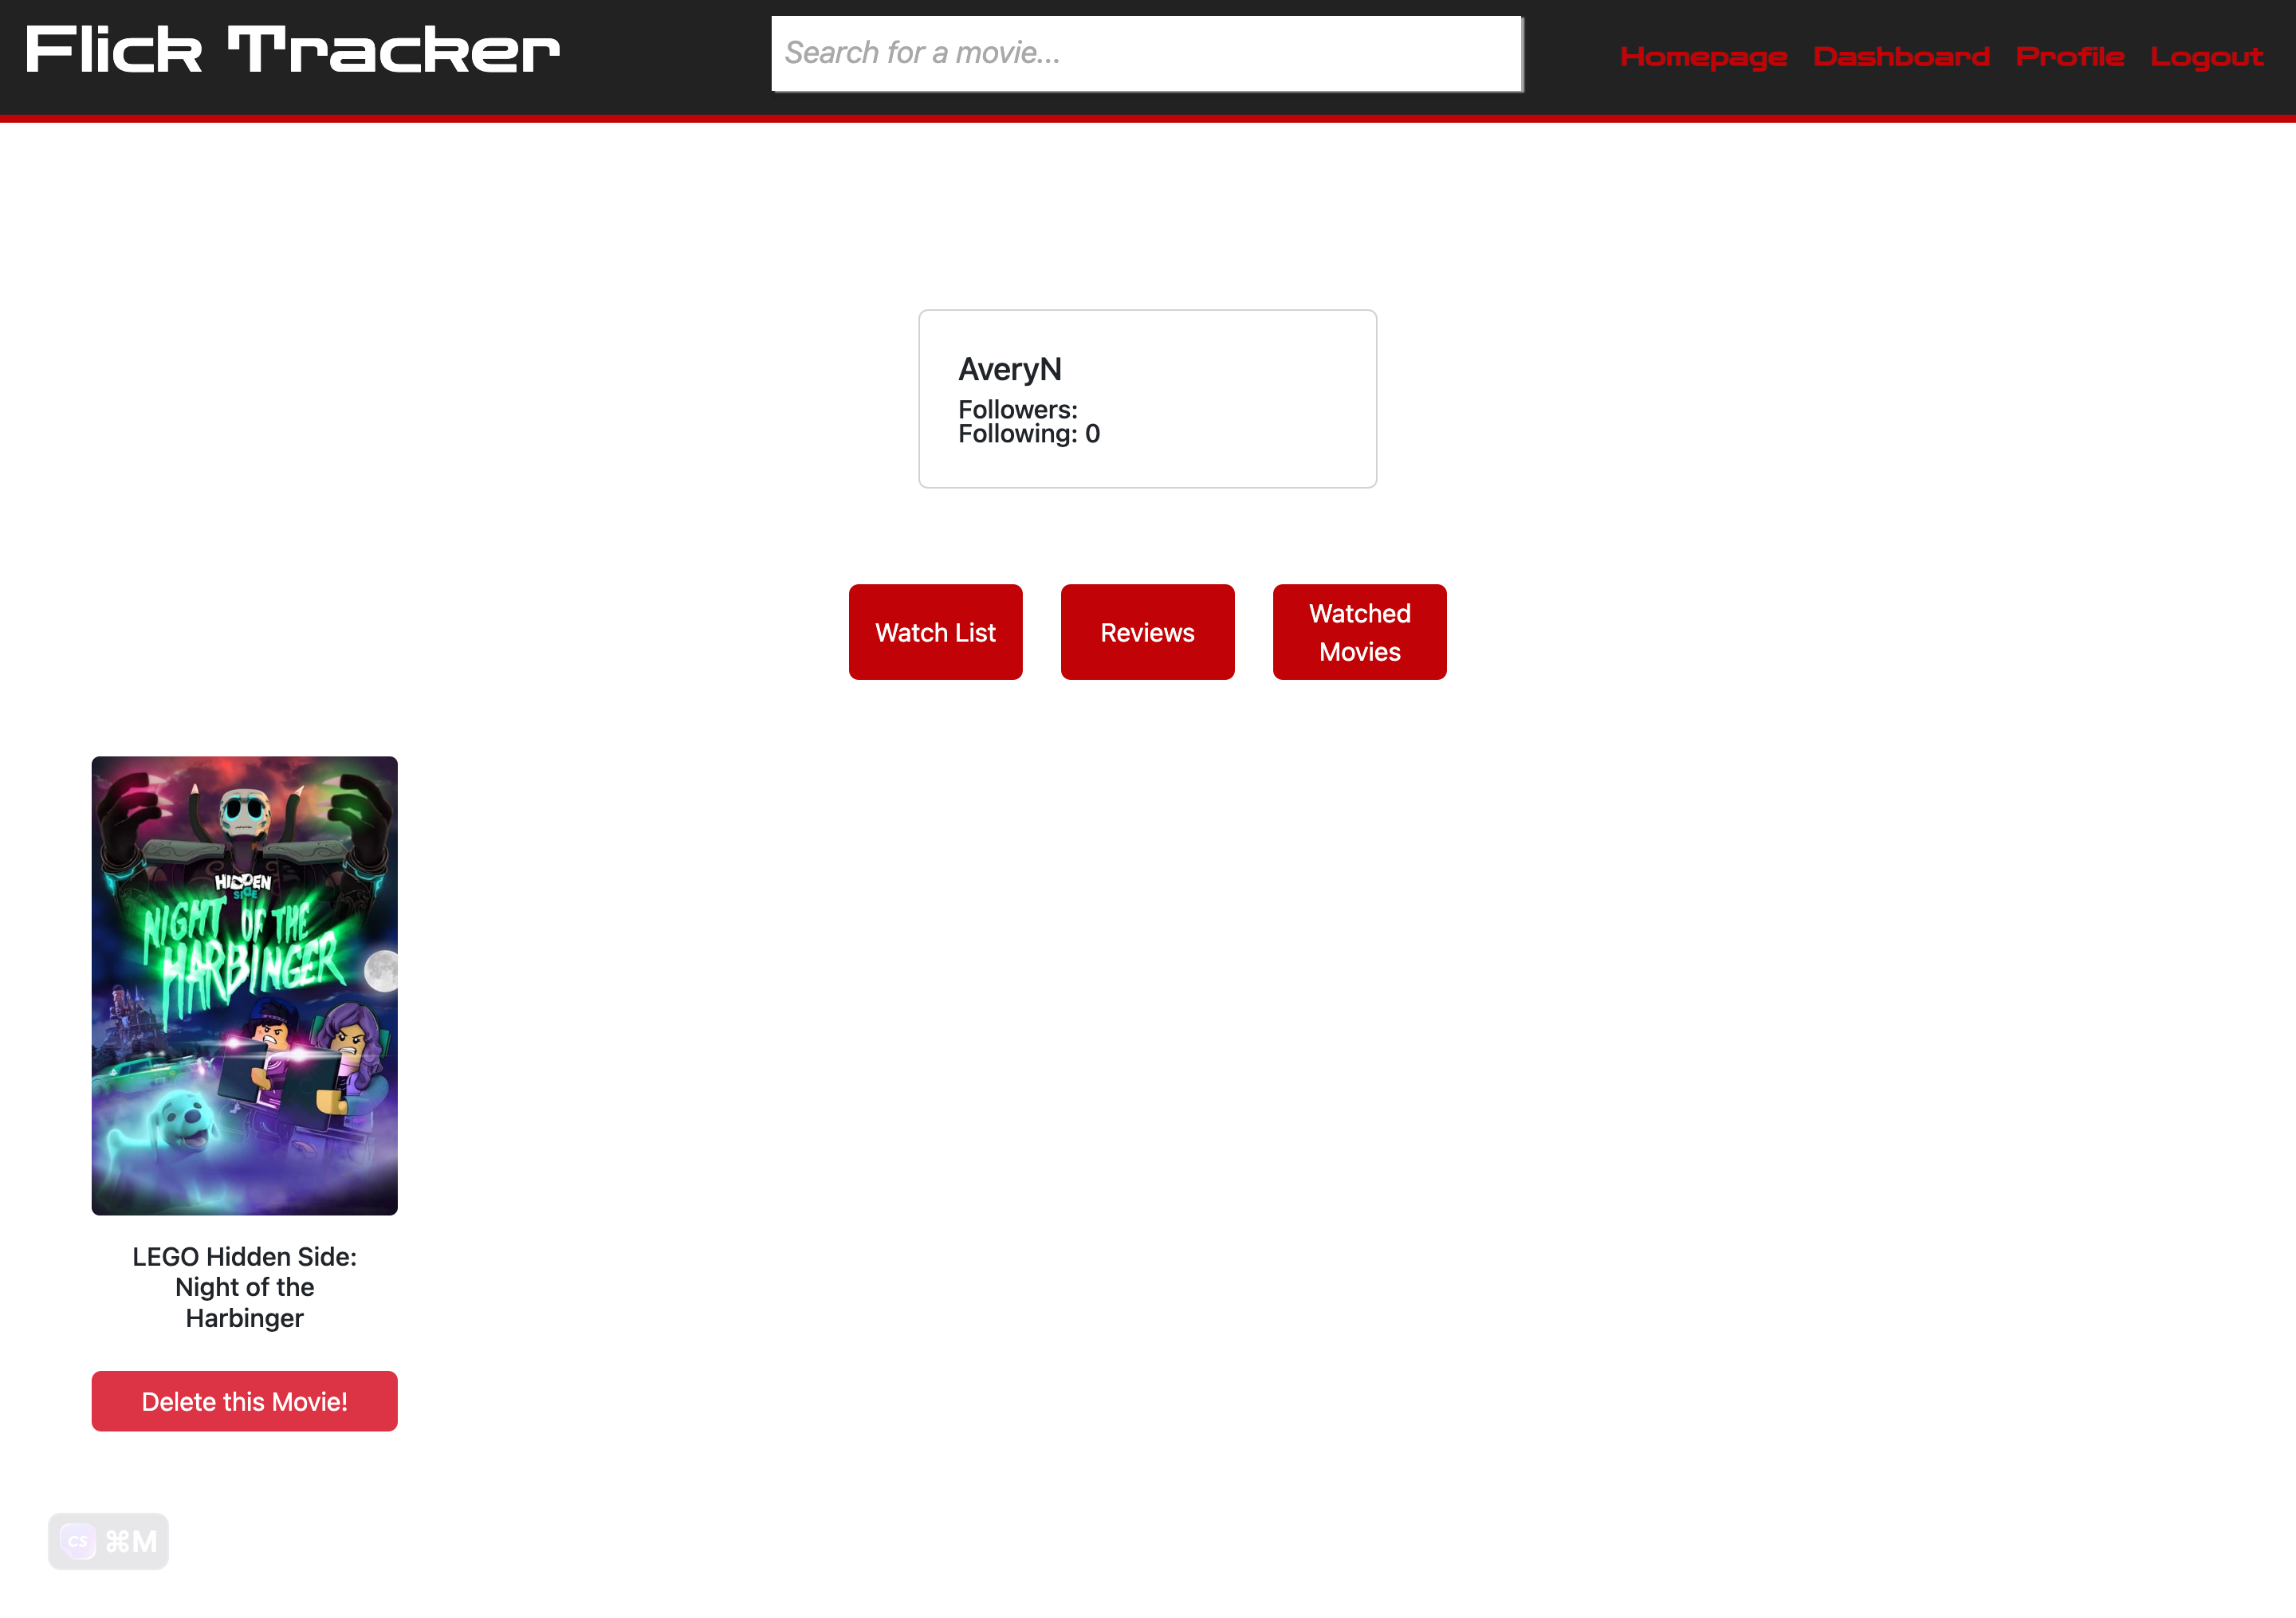 Flick Tracker
Search for a movie...
Homepage Dashboard Profile Logout
AveryN
Followers:
Following: 0
Watch List
Reviews
Watched
Movies
HIDDEN
SIDE
NIGHT OF THE
HARBINGER
LEGO Hidden Side:
Night of the
Harbinger
Delete this Movie!
CS ⌘M